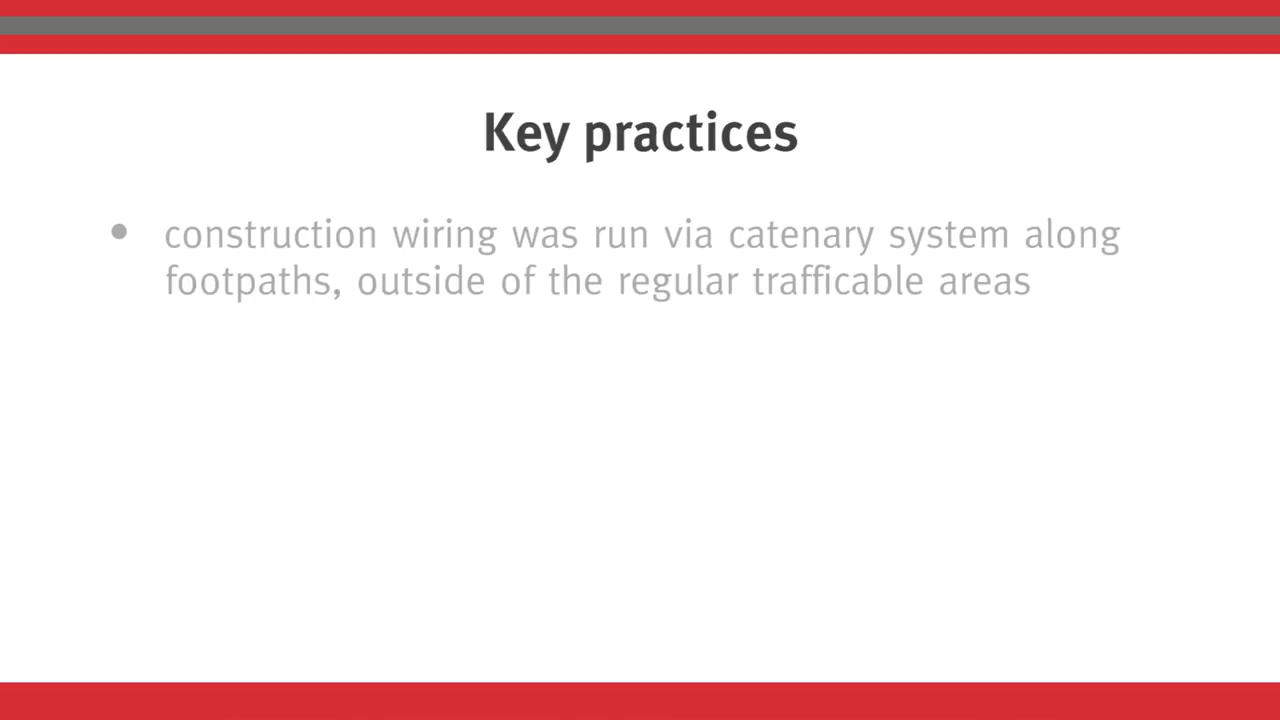 Key practices
• construction wiring was run via catenary system along
footpaths, outside of the regular trafficable areas